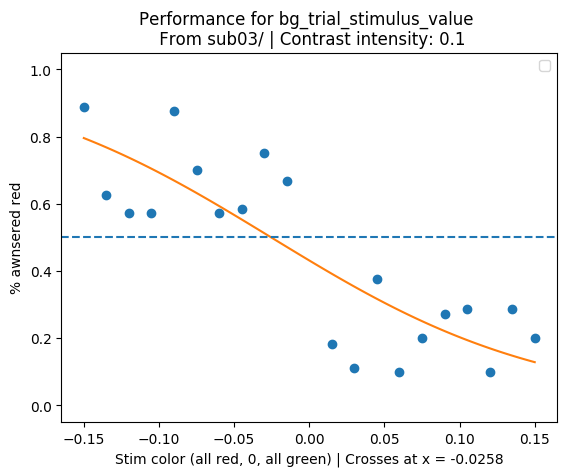 Performance for bg_trial_stimulus_value
From sub03/ | Contrast intensity: 0.1
1.0
0.8
0.6
0.4
0.2
0.0
% awnsered red
−0.15 −0.10 −0.05 0.00 0.05 0.10 0.15
Stim color (all red, 0, all green) | Crosses at x = -0.0258